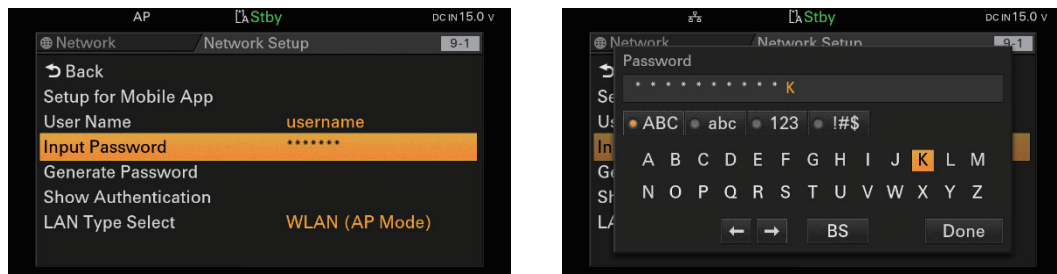 AP Stby DC IN 15.0 V
Network Network Setup 9-1
Back
Setup for Mobile App
User Name username
Input Password *******
Generate Password
Show Authentication
LAN Type Select WLAN (AP Mode)
Stby DC IN 15.0 V
Network Network Setup 9-1
Password
* * * * * * * * * * K
ABC abc 123 !#$
A B C D E F G H I J K L M
N O P Q R S T U V W X Y Z
← → BS Done